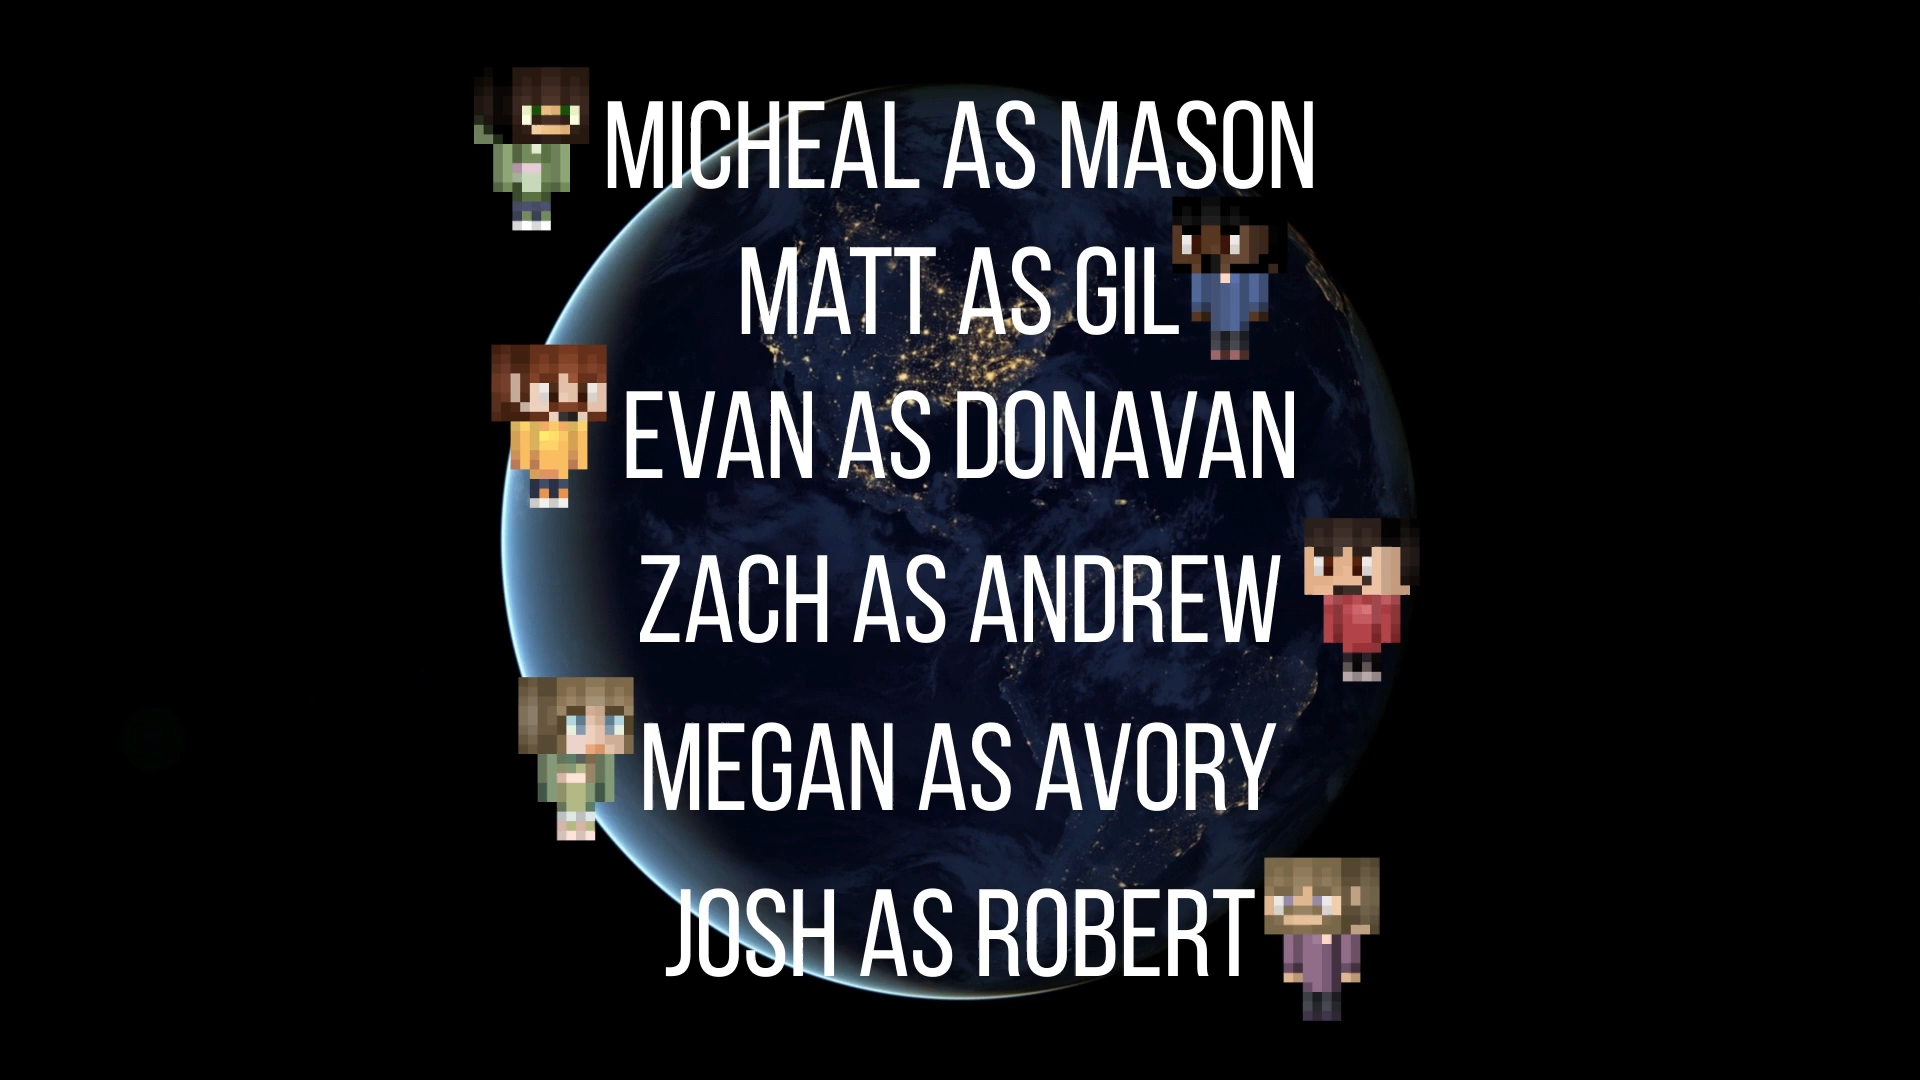 MICHEAL AS MASON
MATT AS GIL
EVAN AS DONAVAN
ZACH AS ANDREW
MEGAN AS AVORY
JOSH AS ROBERT